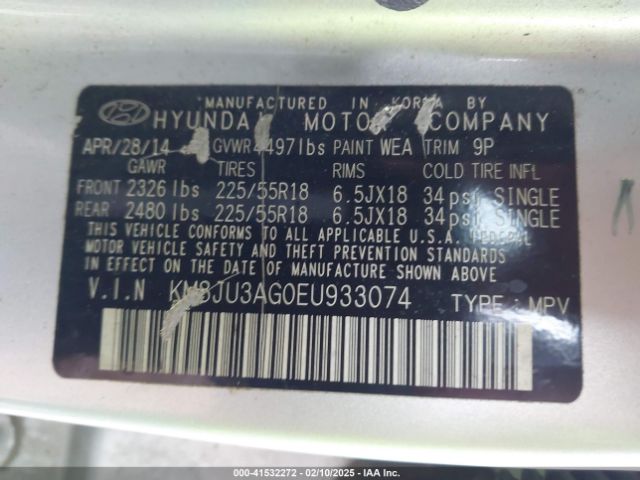 MANUFACTURED IN KOREA BY
HYUNDAI MOTOR COMPANY
APR/28/14 GVWR 4497lbs PAINT WEA TRIM 9P
GAWR TIRES RIMS COLD TIRE INFL
FRONT 2326 lbs 225/55R18 6.5JX18 34 psi, SINGLE
REAR 2480 lbs 225/55R18 6.5JX18 34 psi, SINGLE
THIS VEHICLE CONFORMS TO ALL APPLICABLE U.S.A. FEDERAL
MOTOR VEHICLE SAFETY AND THEFT PREVENTION STANDARDS
IN EFFECT ON THE DATE OF MANUFACTURE SHOWN ABOVE
V.I.N KM8JU3AG0EU933074 TYPE : MPV
000-41532272 - 02/10/2025 - IAA Inc.